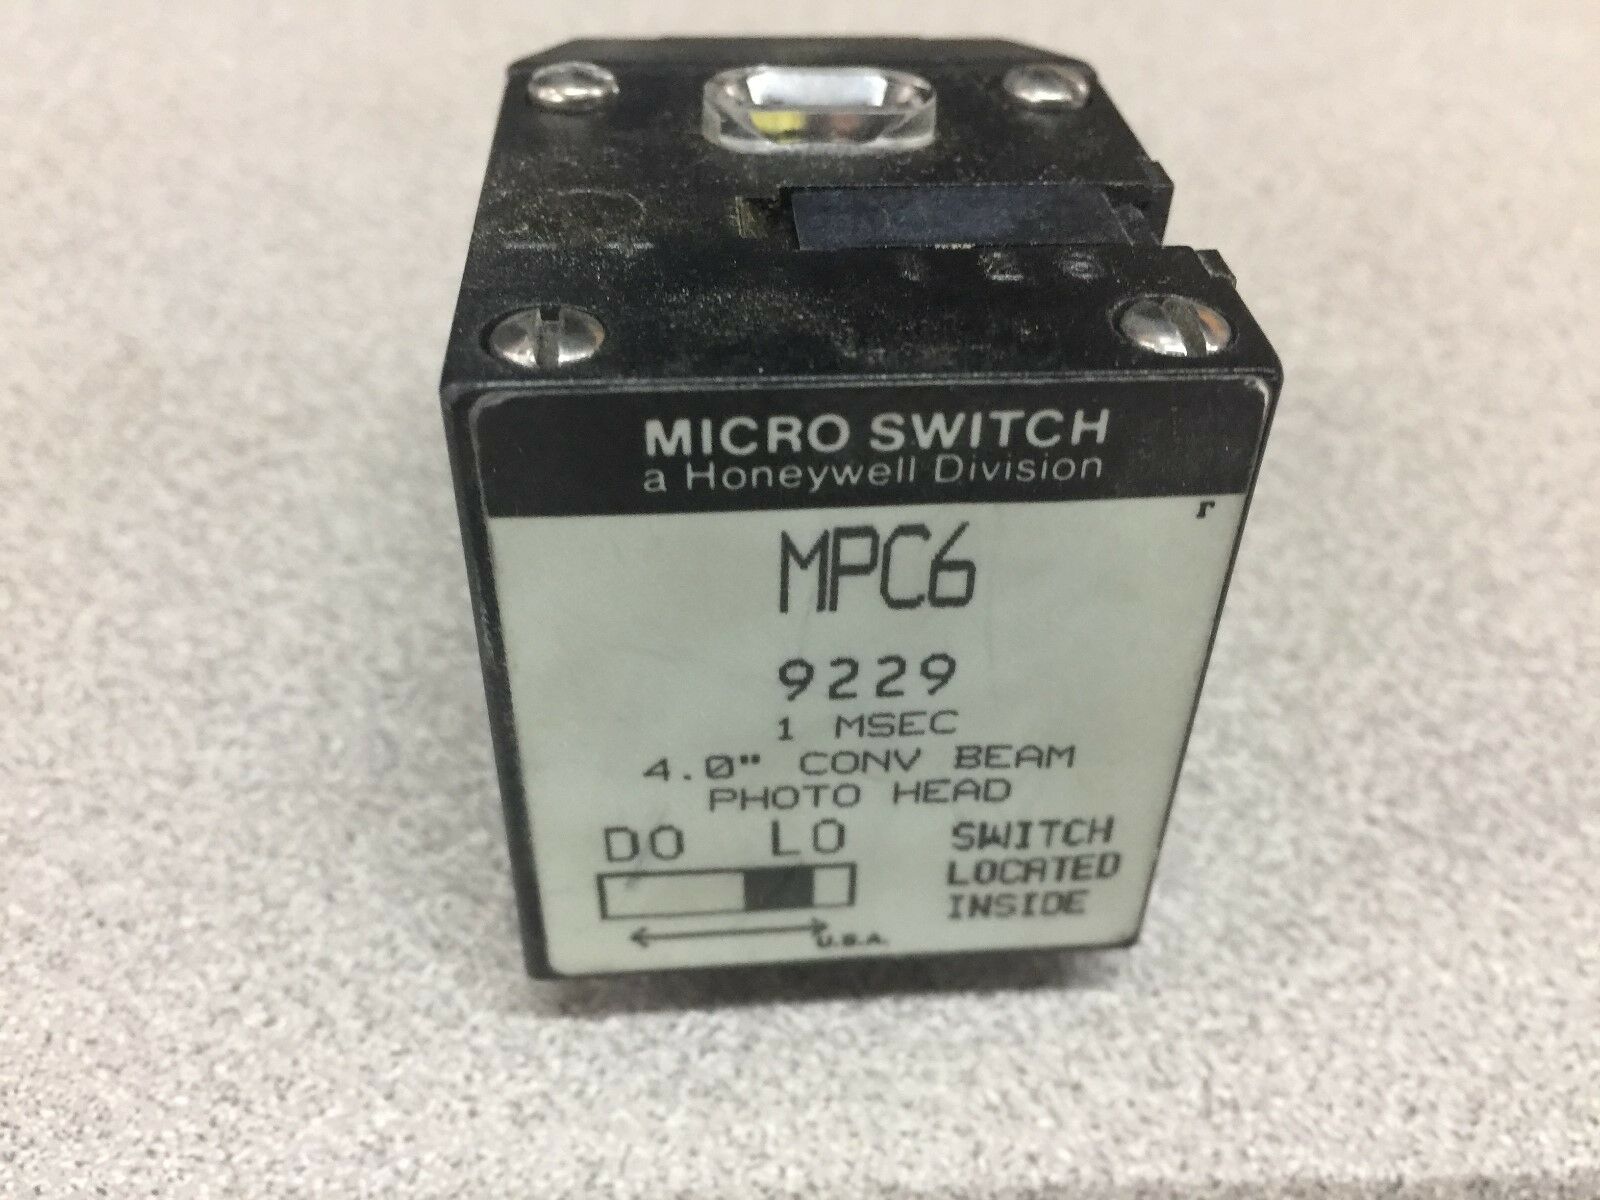 MICRO SWITCH
a Honeywell Division
MPC6
9229
1 MSEC
4.0" CONV BEAM
PHOTO HEAD
DO LO
SWITCH
LOCATED
INSIDE
U.S.A.